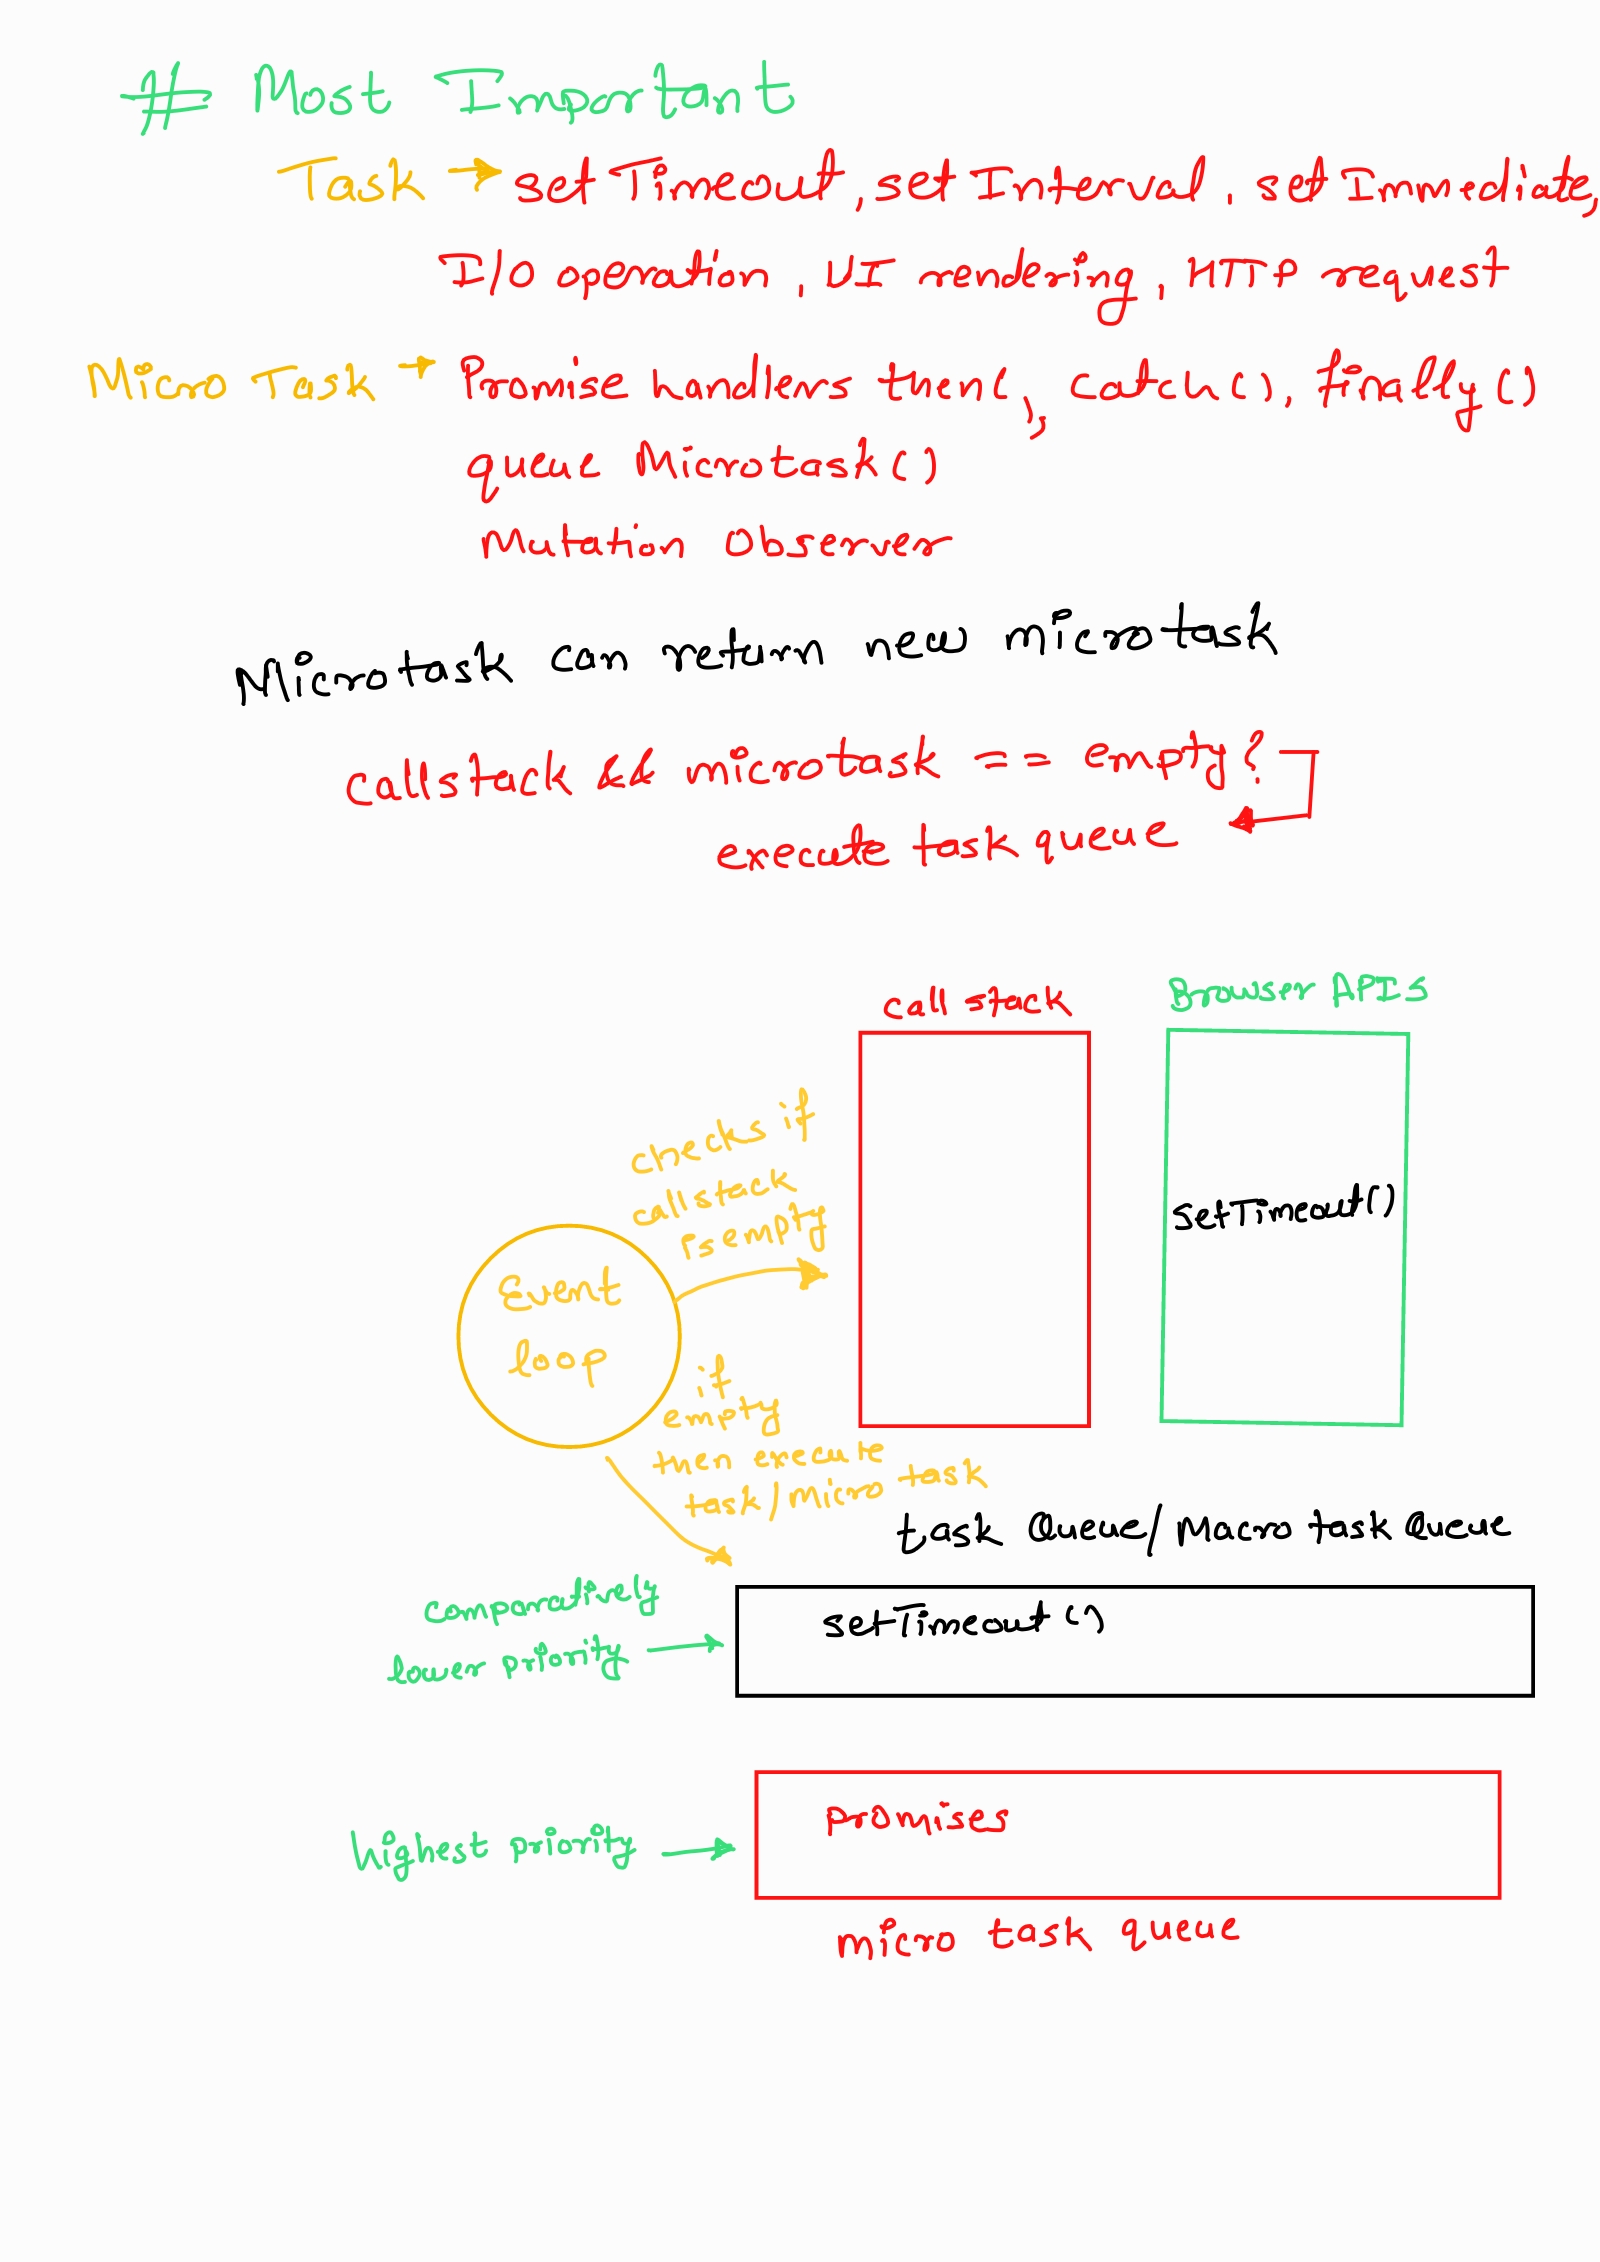 # Most Important
Task → setTimeout, setInterval, setImmediate,
I/O operation, UI rendering, HTTP request
Micro Task → Promise handlers then(), catch(), finally()
queueMicrotask()
Mutation Observer
Microtask can return new microtask
callstack && microtask == empty?
execute task queue
call stack
Browser APIs
checks if
callstack
is empty
setTimeout()
Event
loop
if
empty
then execute
task/micro task
task Queue/Macro task Queue
comparatively
lower priority →
setTimeout()
Promises
highest priority →
micro task queue